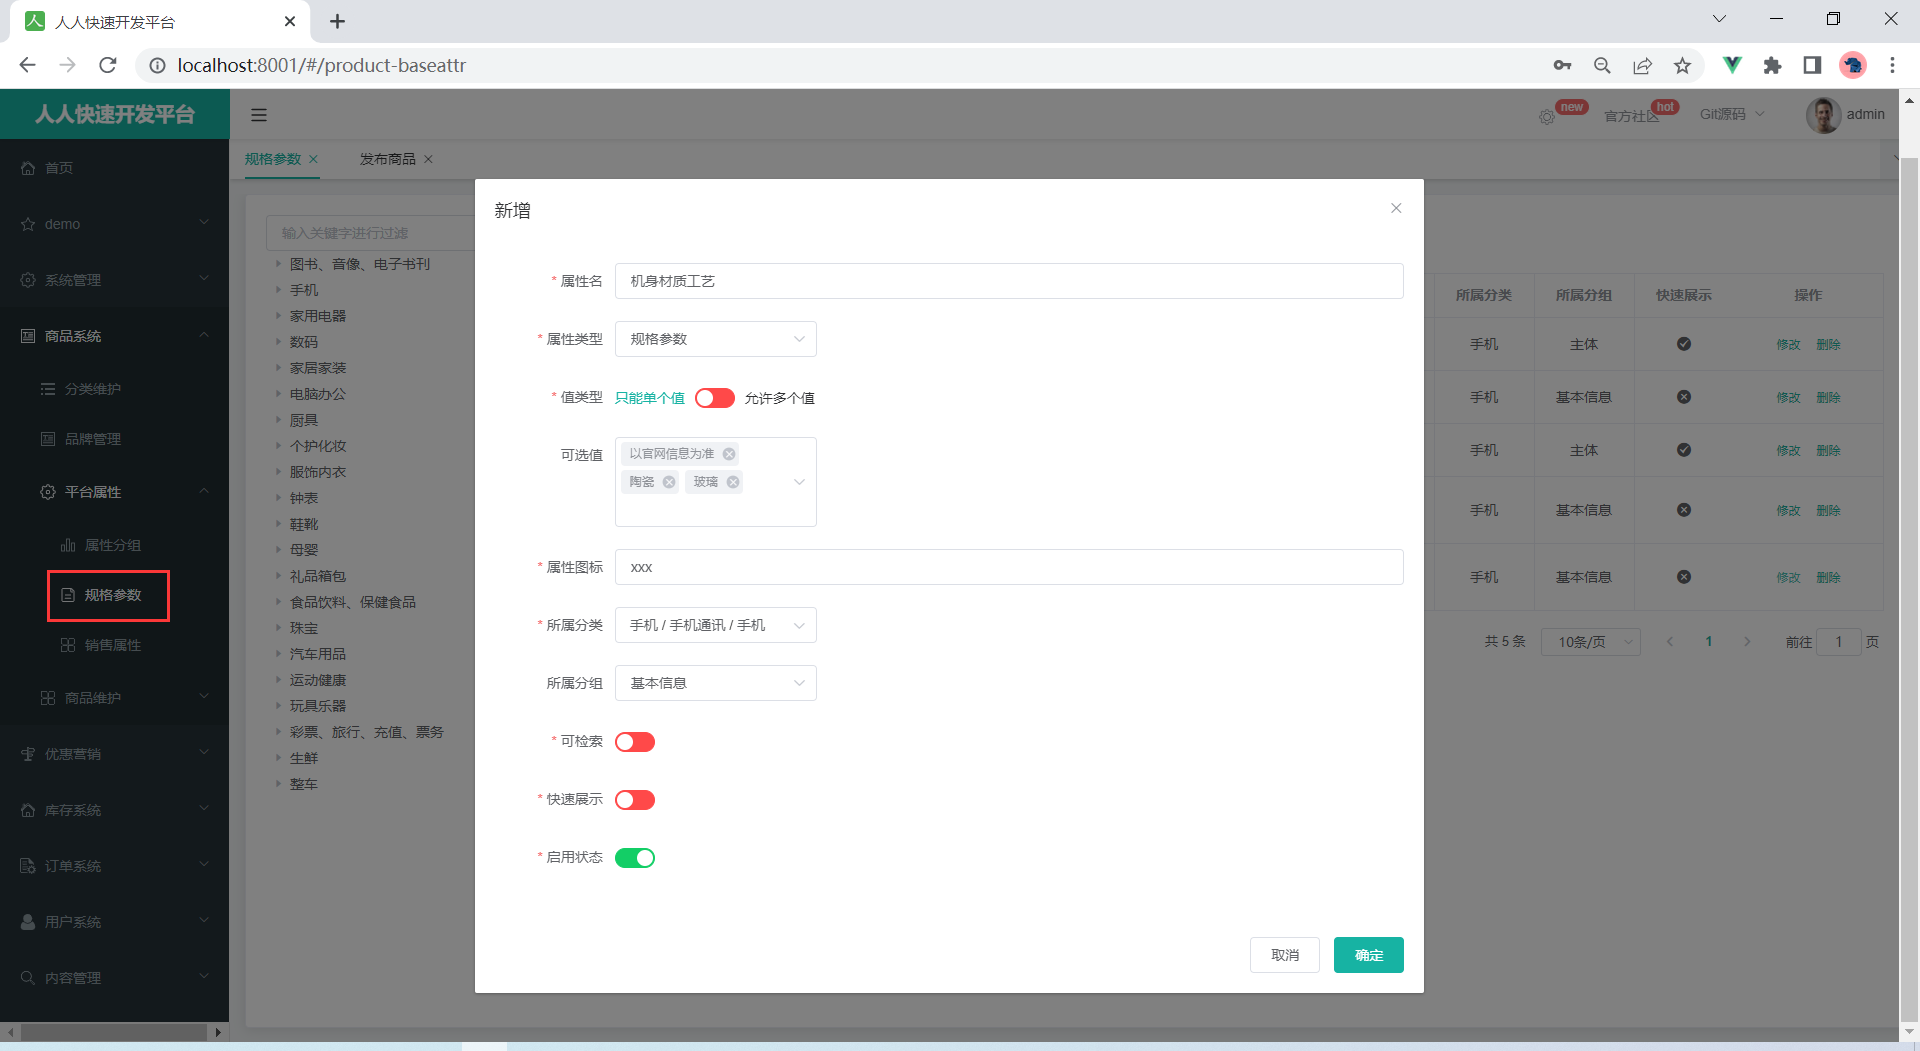 人人快速开发平台
localhost:8001/#/product-baseattr
人人快速开发平台
new
官方社区
hot
Git源码
admin
首页
demo
系统管理
商品系统
分类维护
品牌管理
平台属性
属性分组
规格参数
销售属性
商品维护
优惠营销
库存系统
订单系统
用户系统
内容管理
规格参数
发布商品
输入关键字进行过滤
图书、音像、电子书刊
手机
家用电器
数码
家居家装
电脑办公
厨具
个护化妆
服饰内衣
钟表
鞋靴
母婴
礼品箱包
食品饮料、保健食品
珠宝
汽车用品
运动健康
玩具乐器
彩票、旅行、充值、票务
生鲜
整车
新增
* 属性名 机身材质工艺
* 属性类型 规格参数
* 值类型 只能单个值 允许多个值
可选值 以官网信息为准
陶瓷 玻璃
* 属性图标 xxx
* 所属分类 手机 / 手机通讯 / 手机
所属分组 基本信息
* 可检索
* 快速展示
* 启用状态
取消 确定
所属分类 所属分组 快速展示 操作
手机 主体 修改 删除
手机 基本信息 修改 删除
手机 主体 修改 删除
手机 基本信息 修改 删除
手机 基本信息 修改 删除
共 5 条 10条/页 1 前往 1 页